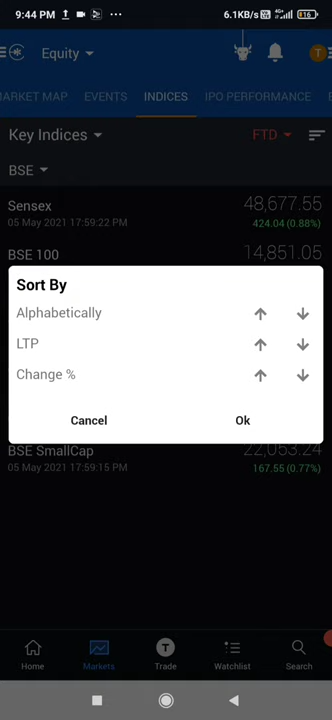 9:44 PM ... 6.1KB/s 4G+ 16
Equity T
MARKET MAP EVENTS INDICES IPO PERFORMANCE
Key Indices FTD
BSE
Sensex 48,677.55
05 May 2021 17:59:22 PM 424.04 (0.88%)
BSE 100 14,851.05
Sort By
Alphabetically
LTP
Change %
Cancel Ok
BSE SmallCap 22,053.24
05 May 2021 17:59:15 PM 167.55 (0.77%)
T
Home Markets Trade Watchlist Search